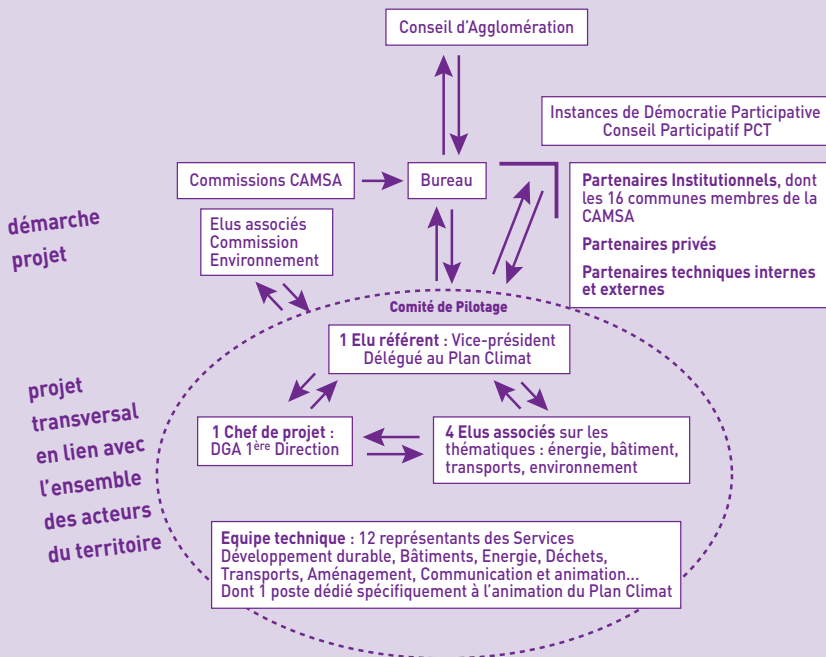 Conseil d'Agglomération
Instances de Démocratie Participative
Conseil Participatif PCT
Commissions CAMSA
Bureau
Partenaires Institutionnels, dont
les 16 communes membres de la
CAMSA
Partenaires privés
Partenaires techniques internes
et externes
démarche
projet
Elus associés
Commission
Environnement
Comité de Pilotage
1 Elu référent : Vice-président
Délégué au Plan Climat
projet
transversal
en lien avec
l'ensemble
des acteurs
du territoire
1 Chef de projet :
DGA 1ère Direction
4 Elus associés sur les
thématiques : énergie, bâtiment,
transports, environnement
Equipe technique : 12 représentants des Services
Développement durable, Bâtiments, Energie, Déchets,
Transports, Aménagement, Communication et animation...
Dont 1 poste dédié spécifiquement à l'animation du Plan Climat